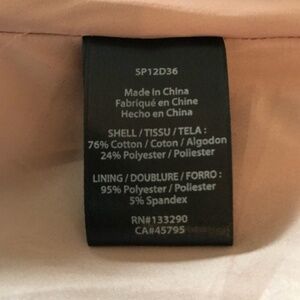 SP12D36
Made in China
Fabriqué en Chine
Hecho en China
SHELL / TISSU / TELA :
76% Cotton / Coton / Algodon
24% Polyester / Poliester
LINING / DOUBLURE / FORRO :
95% Polyester / Poliester
5% Spandex
RN#133290
CA#45795